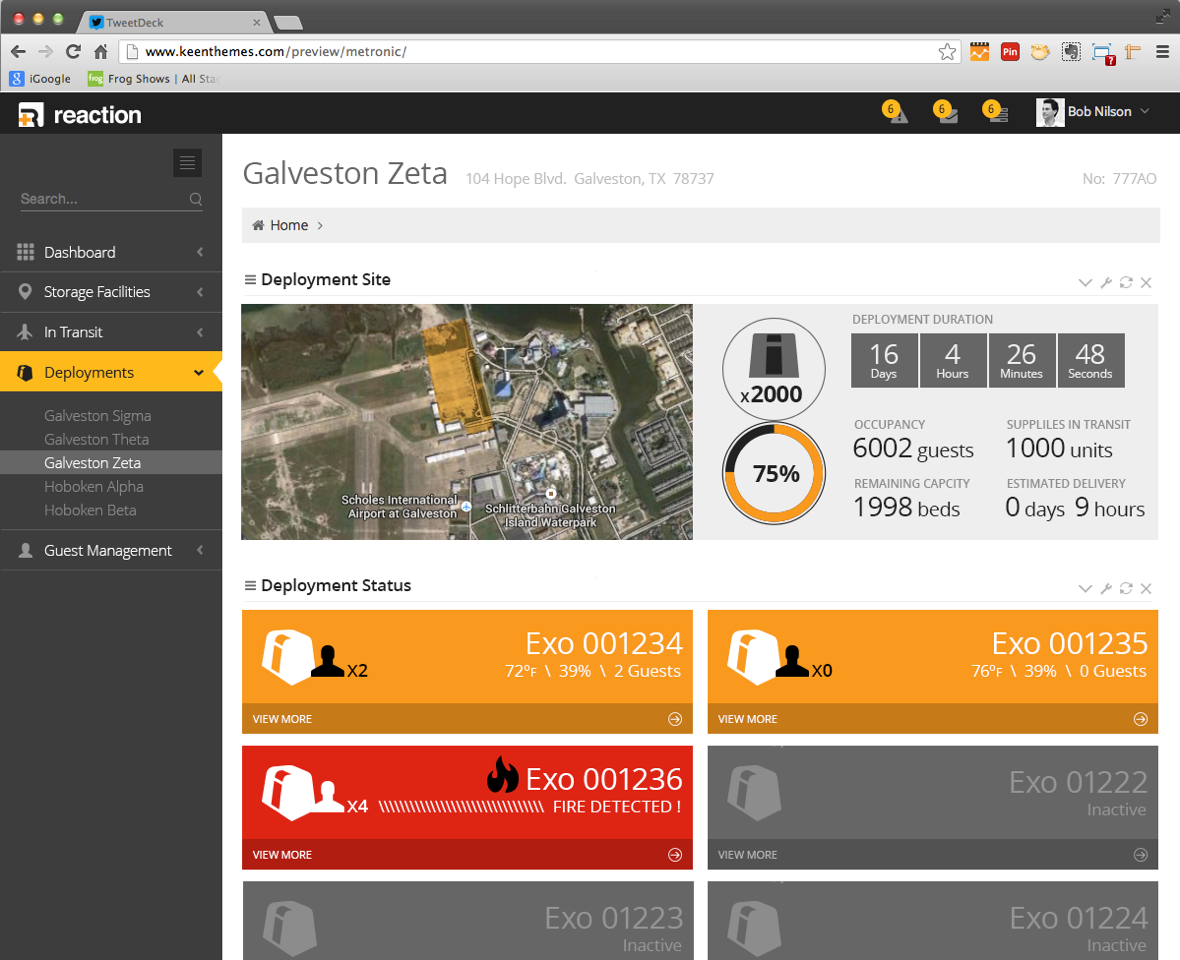 TweetDeck
www.keenthemes.com/preview/metronic/
Pin
?
8 iGoogle
frog Frog Shows | All Sta
reaction
6
6
6
Bob Nilson
Search...
Dashboard
Storage Facilities
In Transit
Deployments
Galveston Sigma
Galveston Theta
Galveston Zeta
Hoboken Alpha
Hoboken Beta
Guest Management
Galveston Zeta 104 Hope Blvd. Galveston, TX 78737 No: 777AO
Home
Deployment Site
Scholes International
Airport at Galveston
Schlitterbahn Galveston
Island Waterpark
x2000
75%
DEPLOYMENT DURATION
16 4 26 48
Days Hours Minutes Seconds
OCCUPANCY SUPPLILES IN TRANSIT
6002 guests 1000 units
REMAINING CAPCITY ESTIMATED DELIVERY
1998 beds 0 days 9 hours
Deployment Status
Exo 001234
X2 72ºF \ 39% \ 2 Guests
VIEW MORE
Exo 001235
X0 76ºF \ 39% \ 0 Guests
VIEW MORE
Exo 001236
X4 \\\\\\\\\\\\\\\\\\\\\\\\\\\\ FIRE DETECTED !
VIEW MORE
Exo 01222
Inactive
VIEW MORE
Exo 01223
Inactive
Exo 01224
Inactive